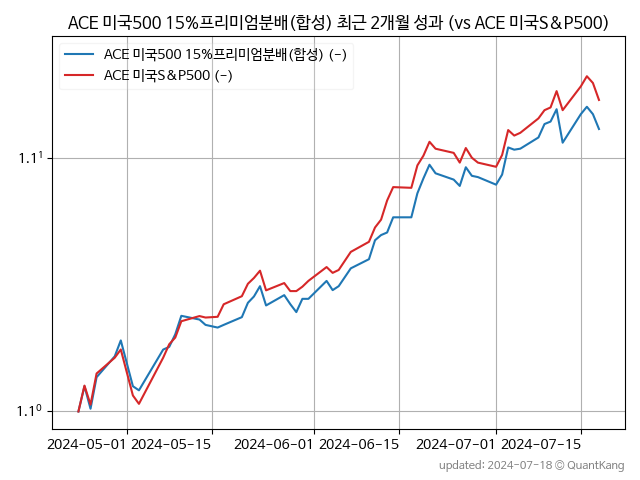 ACE 미국500 15%프리미엄분배(합성) 최근 2개월 성과 (vs ACE 미국S&P500)
ACE 미국500 15%프리미엄분배(합성) (-)
ACE 미국S&P500 (-)
1.1¹
1.1⁰
2024-05-01 2024-05-15 2024-06-01 2024-06-15 2024-07-01 2024-07-15
updated: 2024-07-18 © QuantKang